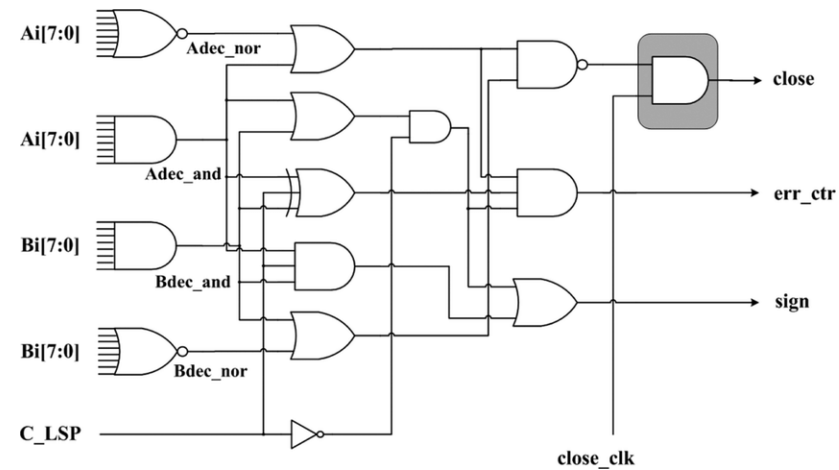 Ai[7:0]
Adec_nor
close
Ai[7:0]
Adec_and
err_ctr
Bi[7:0]
Bdec_and
sign
Bi[7:0]
Bdec_nor
C_LSP
close_clk